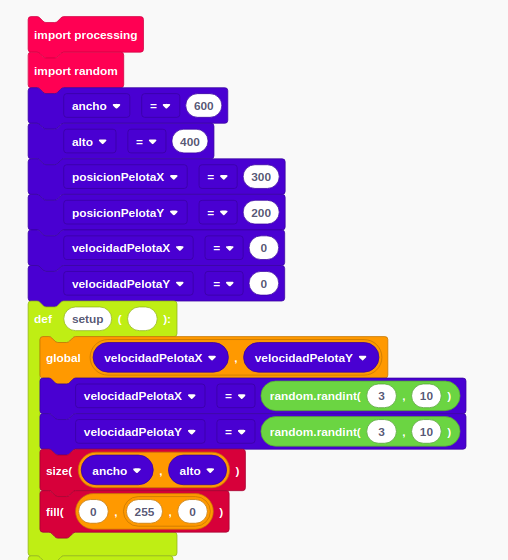 import processing
import random
ancho = 600
alto = 400
posicionPelotaX = 300
posicionPelotaY = 200
velocidadPelotaX = 0
velocidadPelotaY = 0
def setup ( ):
global velocidadPelotaX , velocidadPelotaY
velocidadPelotaX = random.randint( 3 , 10 )
velocidadPelotaY = random.randint( 3 , 10 )
size( ancho , alto )
fill( 0 , 255 , 0 )